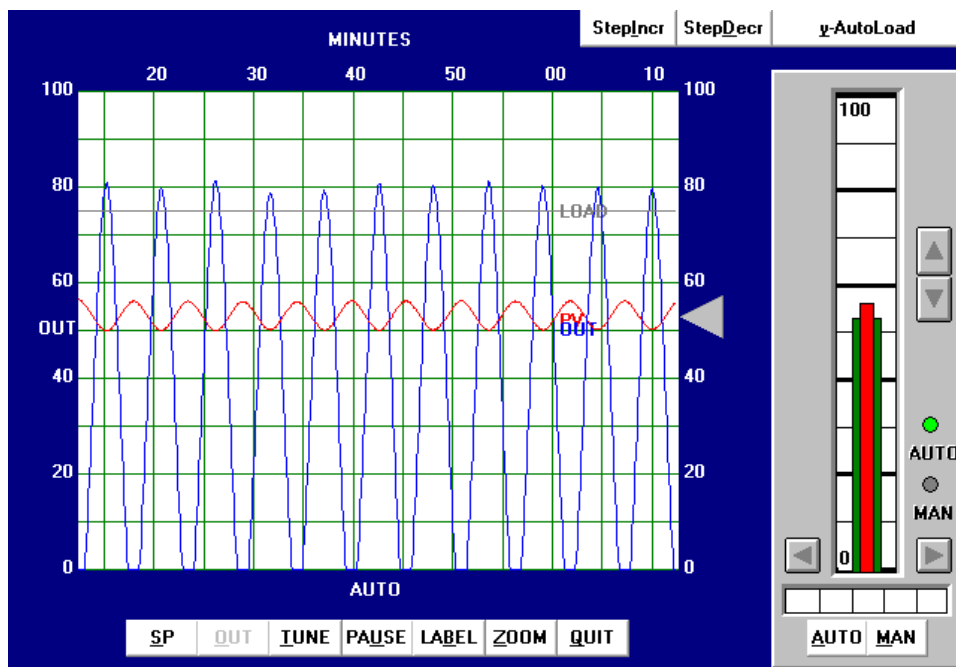 StepIncr StepDecr y-AutoLoad
MINUTES
20 30 40 50 00 10
100 100
100
80 80
LOAD
60 60
OUT PV
OUT
40 40
AUTO
20 20
MAN
0 0
0
AUTO
SP OUT TUNE PAUSE LABEL ZOOM QUIT AUTO MAN